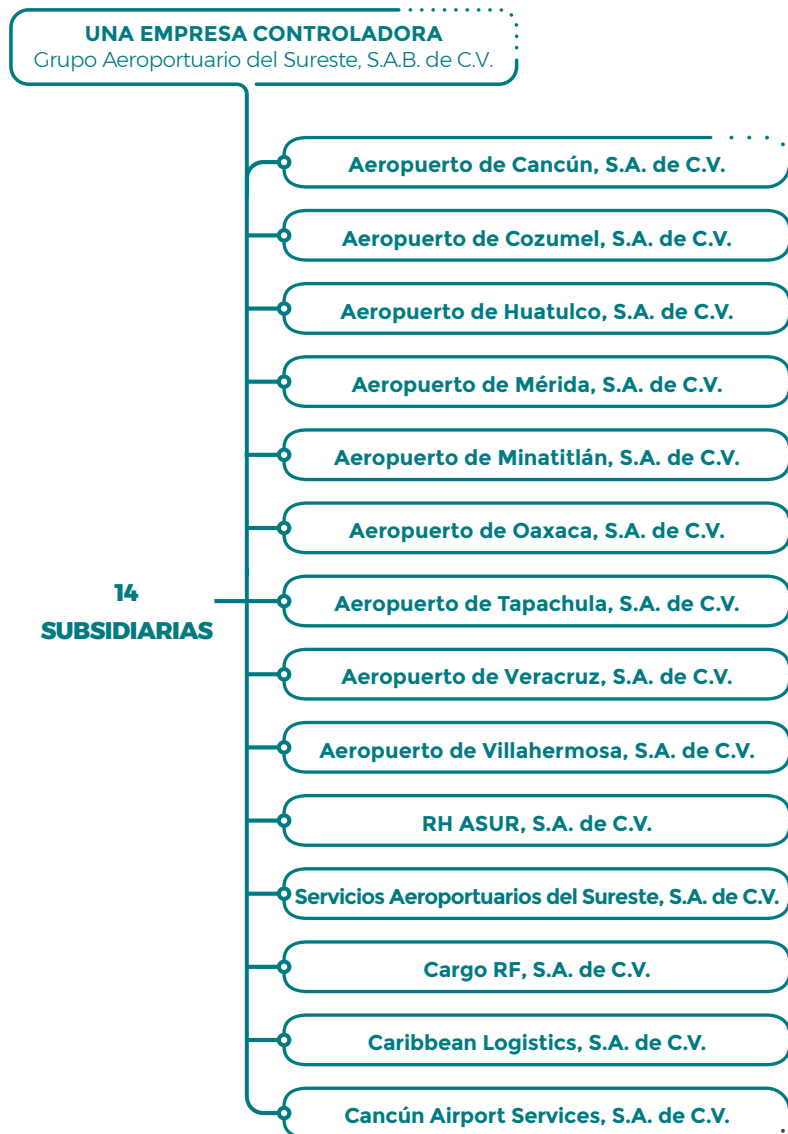 UNA EMPRESA CONTROLADORA
Grupo Aeroportuario del Sureste, S.A.B. de C.V.
Aeropuerto de Cancún, S.A. de C.V.
Aeropuerto de Cozumel, S.A. de C.V.
Aeropuerto de Huatulco, S.A. de C.V.
Aeropuerto de Mérida, S.A. de C.V.
Aeropuerto de Minatitlán, S.A. de C.V.
Aeropuerto de Oaxaca, S.A. de C.V.
14
SUBSIDIARIAS
Aeropuerto de Tapachula, S.A. de C.V.
Aeropuerto de Veracruz, S.A. de C.V.
Aeropuerto de Villahermosa, S.A. de C.V.
RH ASUR, S.A. de C.V.
Servicios Aeroportuarios del Sureste, S.A. de C.V.
Cargo RF, S.A. de C.V.
Caribbean Logistics, S.A. de C.V.
Cancún Airport Services, S.A. de C.V.